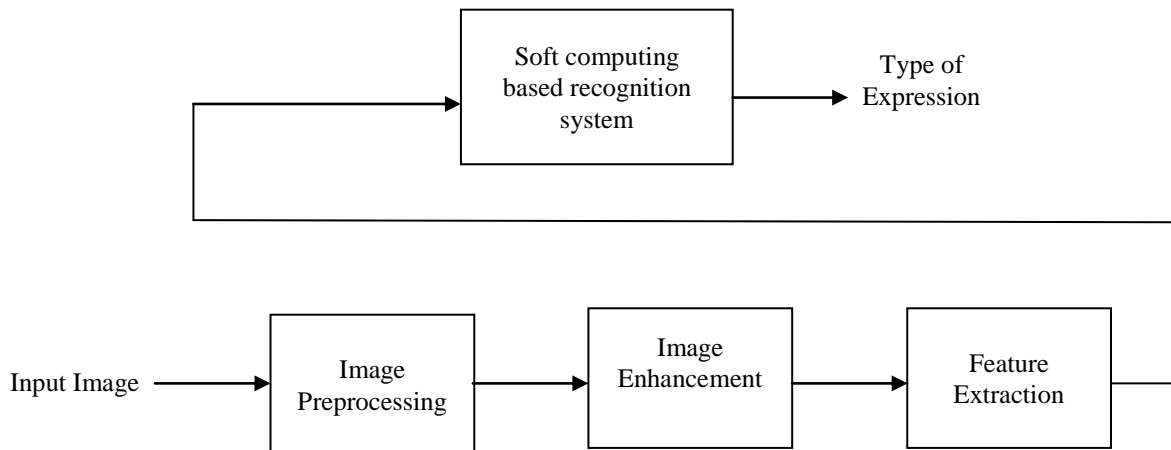 Soft computing
based recognition
system
Type of
Expression
Input Image
Image
Preprocessing
Image
Enhancement
Feature
Extraction